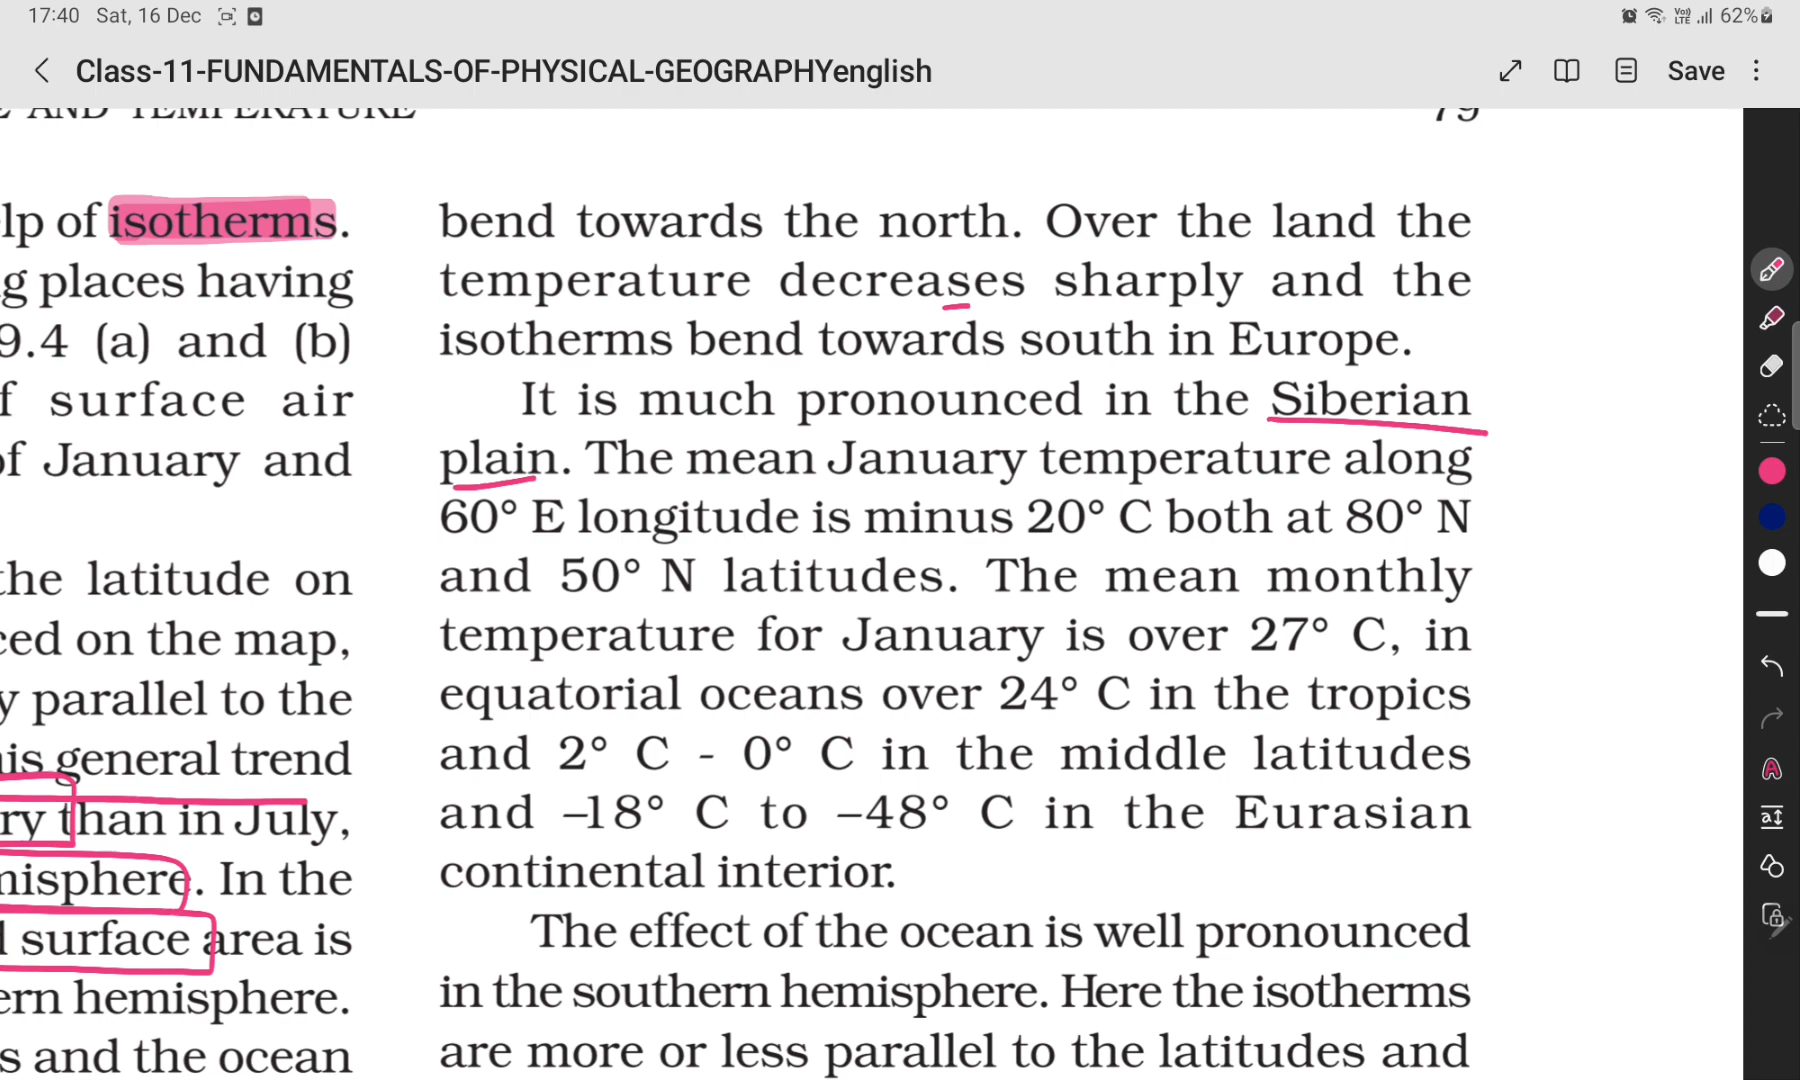 17:40 Sat, 16 Dec
62%
Class-11-FUNDAMENTALS-OF-PHYSICAL-GEOGRAPHYenglish
Save
AND TEMPERATURE
79
lp of isotherms.
g places having
9.4 (a) and (b)
f surface air
of January and
the latitude on
ced on the map,
y parallel to the
is general trend
ry than in July,
misphere. In the
surface area is
ern hemisphere.
s and the ocean
bend towards the north. Over the land the
temperature decreases sharply and the
isotherms bend towards south in Europe.
It is much pronounced in the Siberian
plain. The mean January temperature along
60° E longitude is minus 20° C both at 80° N
and 50° N latitudes. The mean monthly
temperature for January is over 27° C, in
equatorial oceans over 24° C in the tropics
and 2° C - 0° C in the middle latitudes
and –18° C to –48° C in the Eurasian
continental interior.
The effect of the ocean is well pronounced
in the southern hemisphere. Here the isotherms
are more or less parallel to the latitudes and